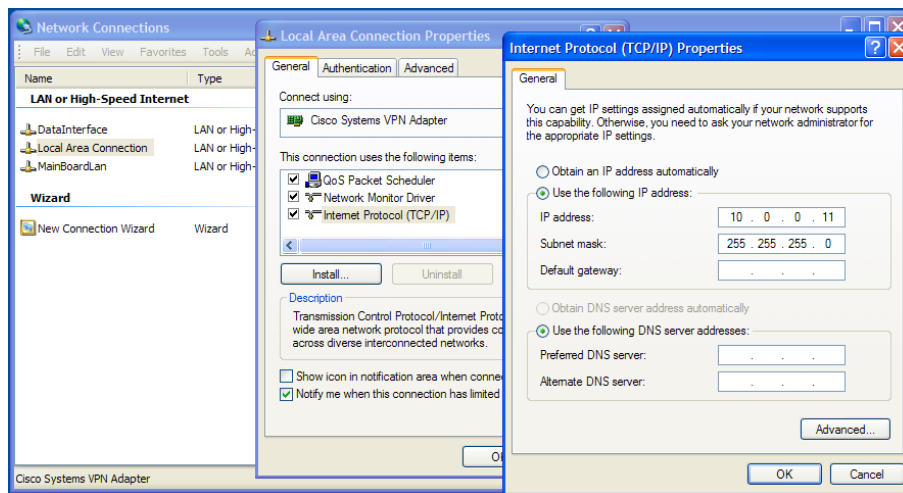 Network Connections
File Edit View Favorites Tools
Name Type
LAN or High-Speed Internet
DataInterface LAN or High-
Local Area Connection LAN or High-
MainBoardLan LAN or High-
Wizard
New Connection Wizard Wizard
Cisco Systems VPN Adapter
Local Area Connection Properties
General Authentication Advanced
Connect using:
Cisco Systems VPN Adapter
This connection uses the following items:
QoS Packet Scheduler
Network Monitor Driver
Internet Protocol (TCP/IP)
Install... Uninstall
Description
Transmission Control Protocol/Internet Proto
wide area network protocol that provides co
across diverse interconnected networks.
Show icon in notification area when conne
Notify me when this connection has limited
Internet Protocol (TCP/IP) Properties
General
You can get IP settings assigned automatically if your network supports
this capability. Otherwise, you need to ask your network administrator for
the appropriate IP settings.
Obtain an IP address automatically
Use the following IP address:
IP address: 10 . 0 . 0 . 11
Subnet mask: 255 . 255 . 255 . 0
Default gateway: . . .
Obtain DNS server address automatically
Use the following DNS server addresses:
Preferred DNS server: . . .
Alternate DNS server: . . .
Advanced...
OK Cancel